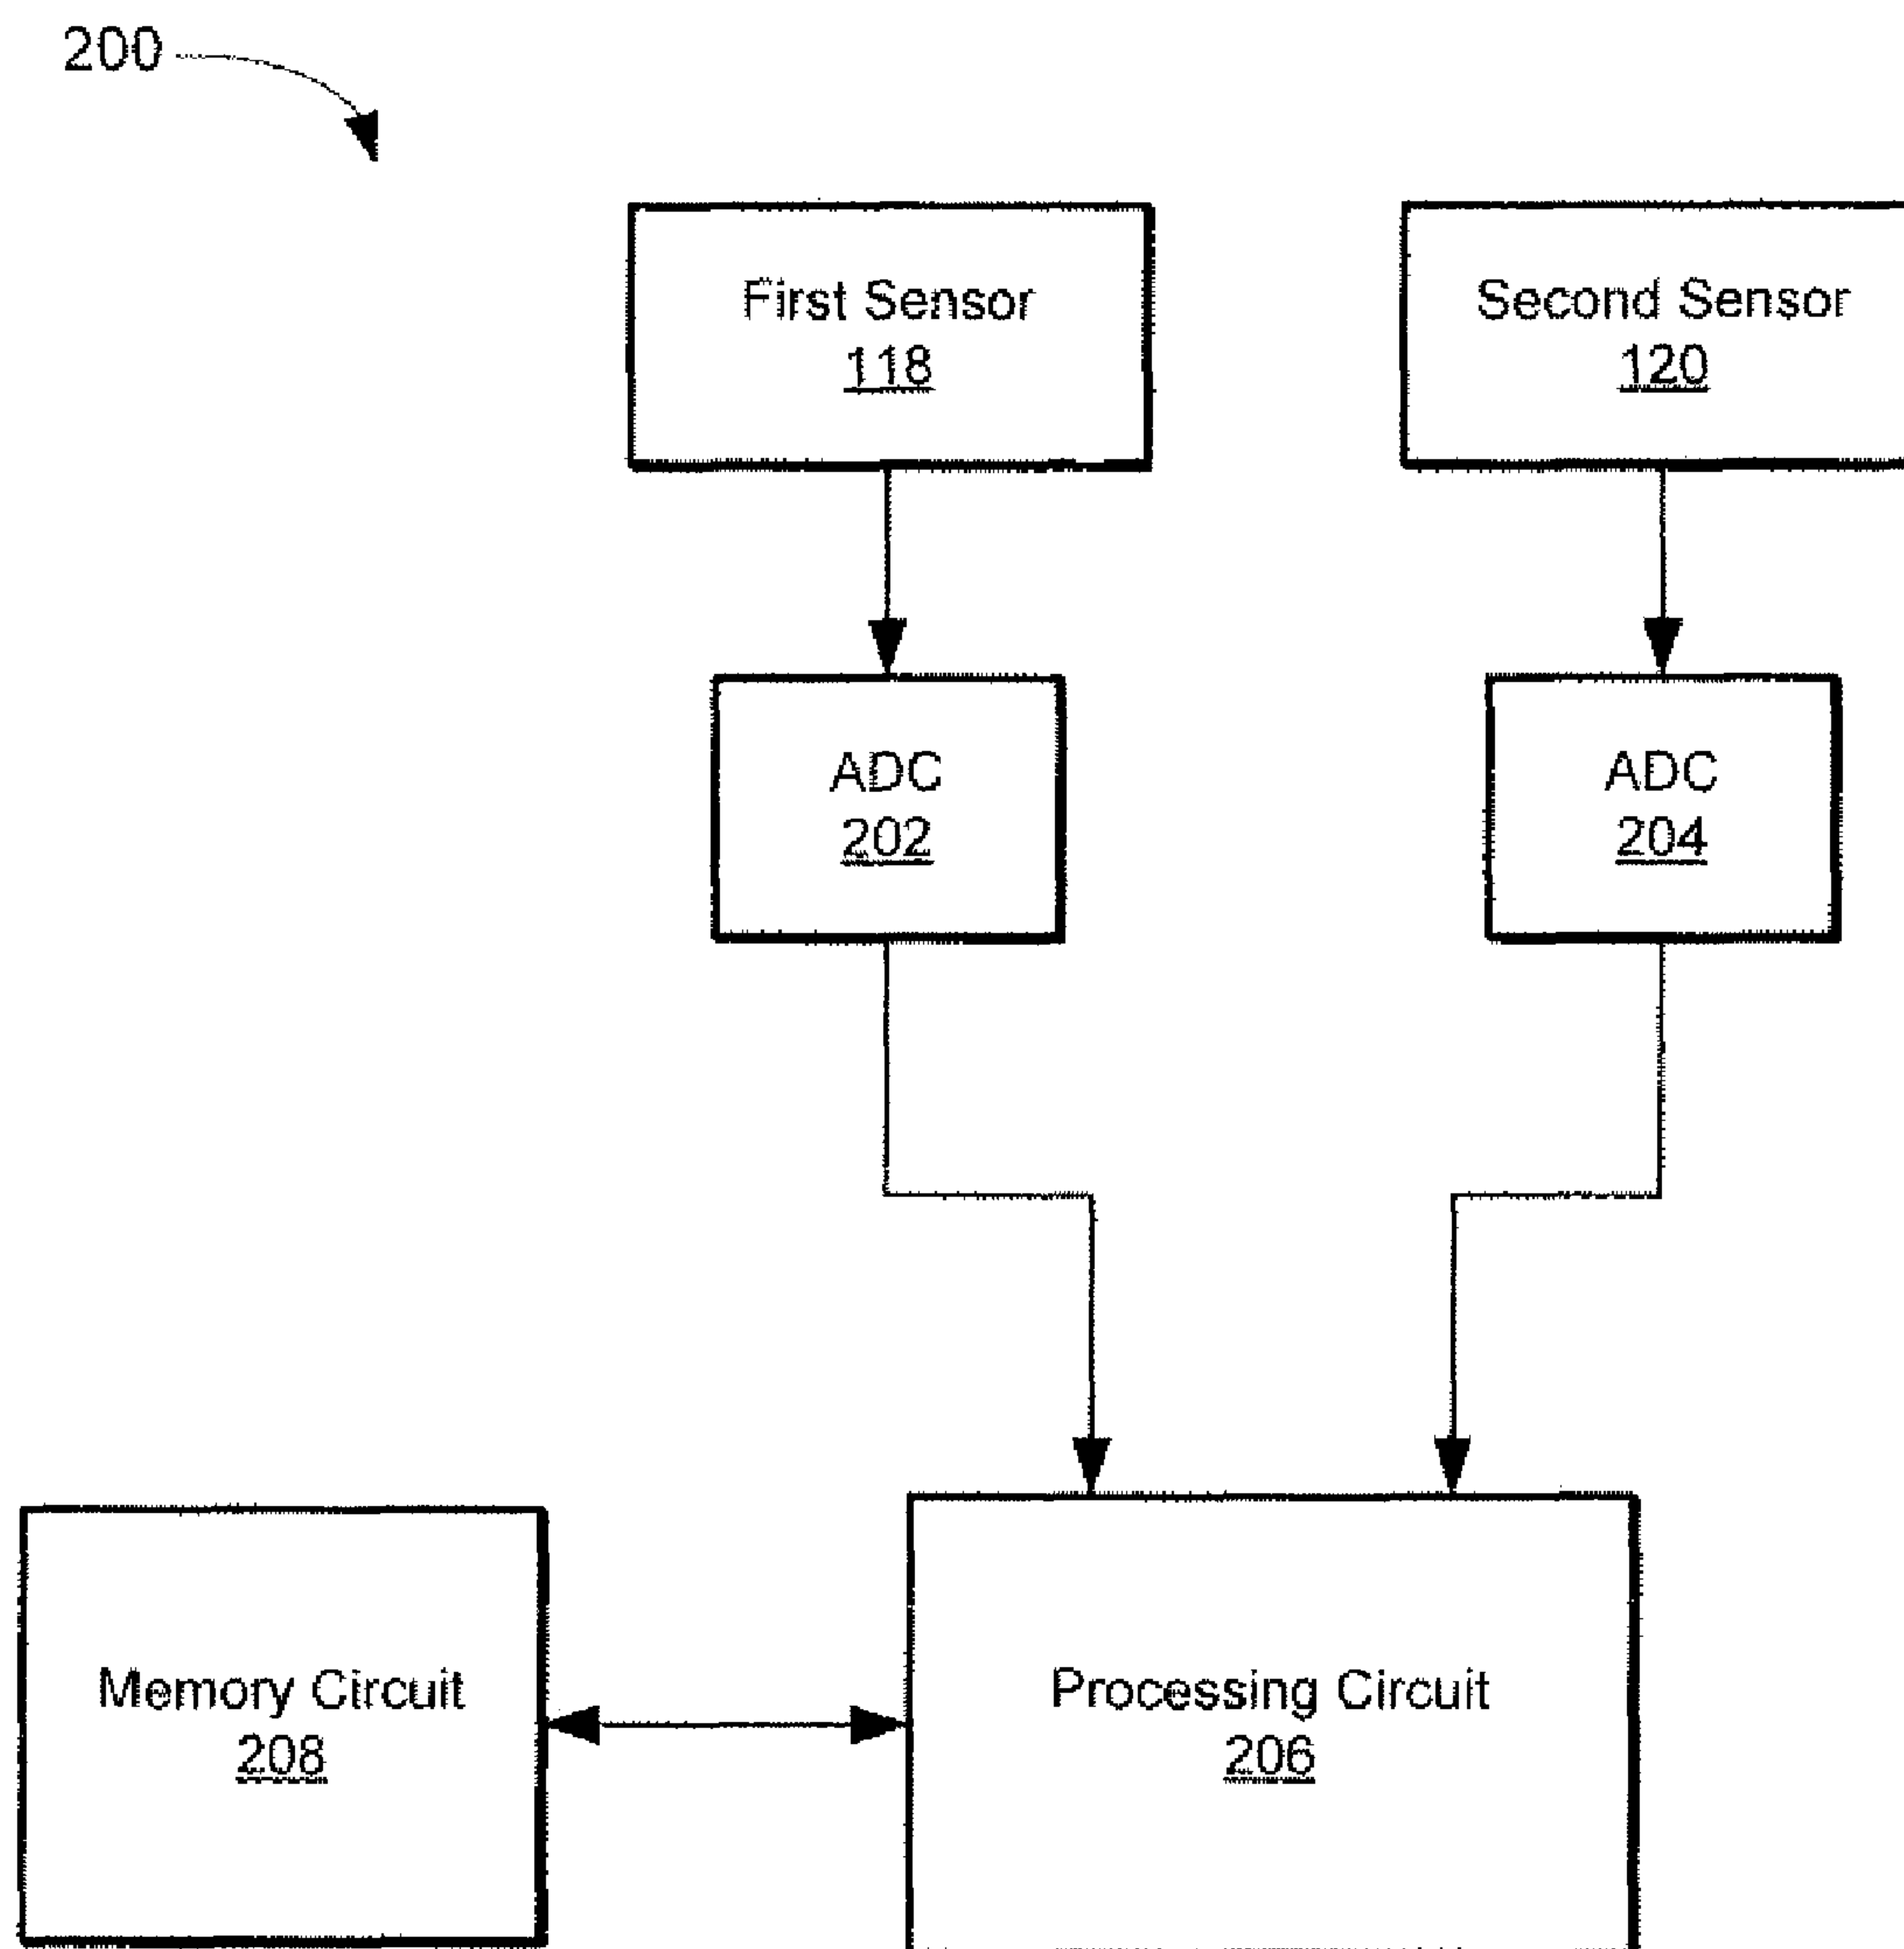 200
First Sensor
118
Second Sensor
120
ADC
202
ADC
204
Memory Circuit
208
Processing Circuit
206